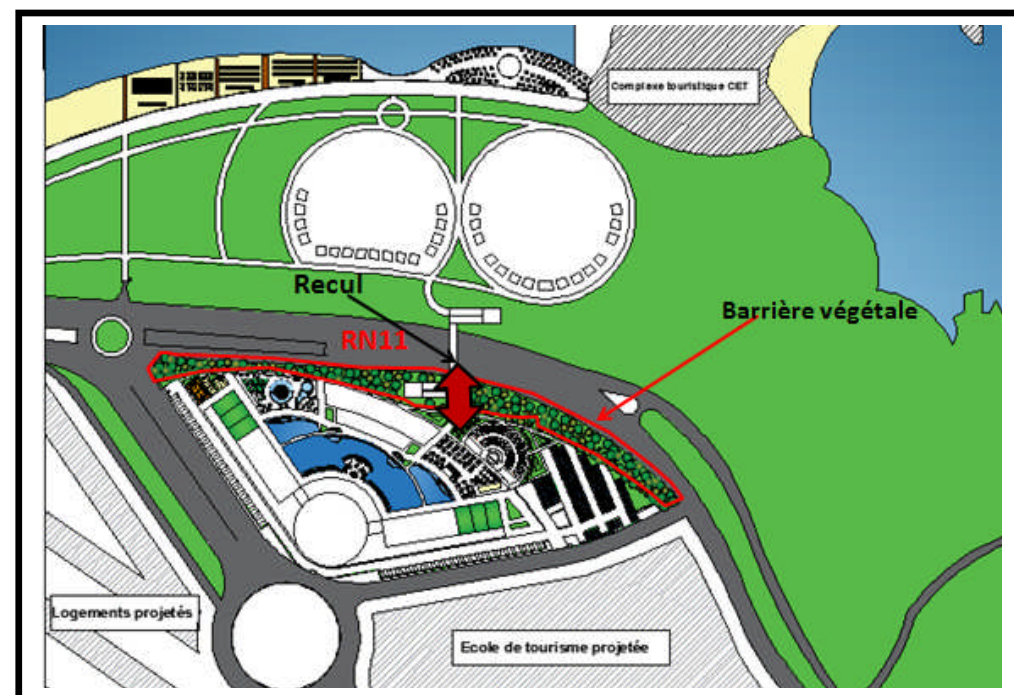 Complexe touristique CET
Recul
RN11
Barrière végétale
Logements projetés
Ecole de tourisme projetée